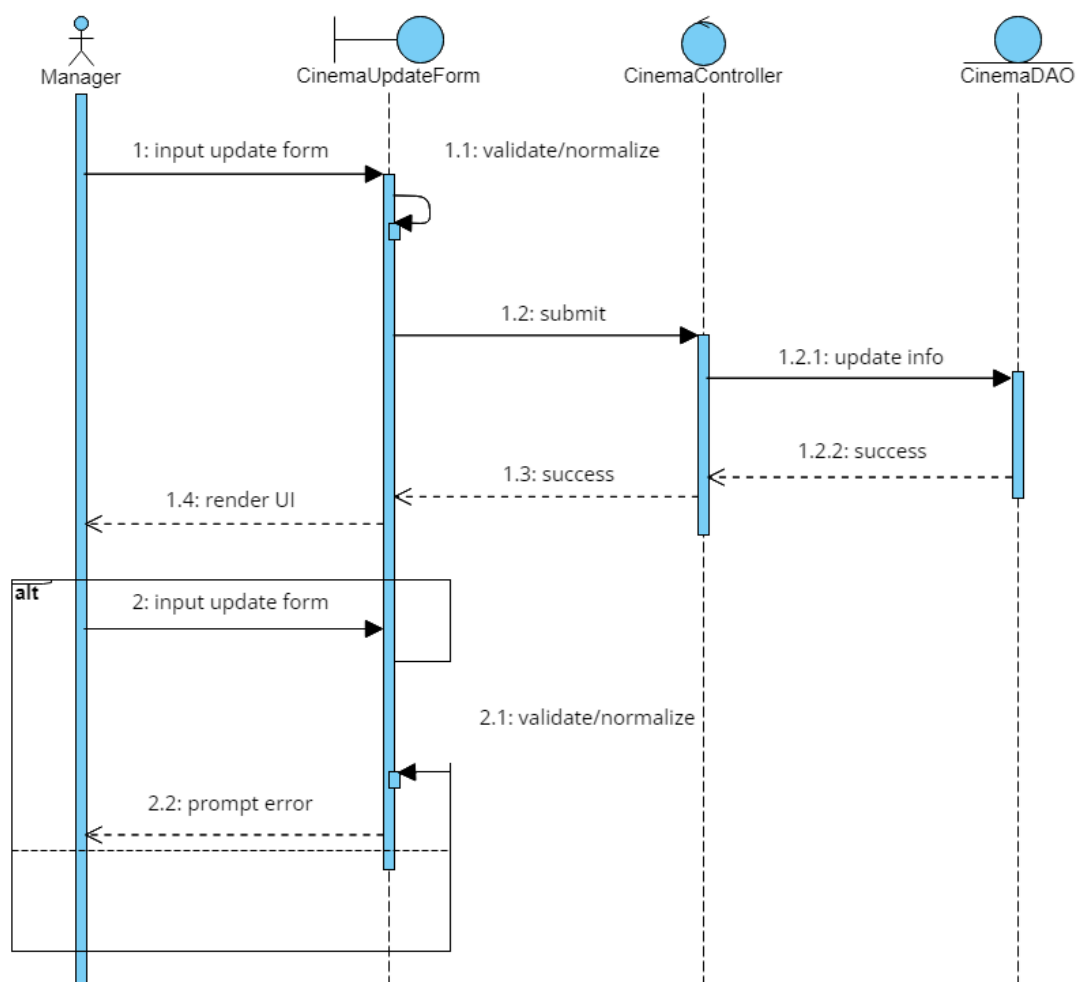 Manager
CinemaUpdateForm
CinemaController
CinemaDAO
1: input update form
1.1: validate/normalize
1.2: submit
1.2.1: update info
1.2.2: success
1.3: success
1.4: render UI
alt
2: input update form
2.1: validate/normalize
2.2: prompt error